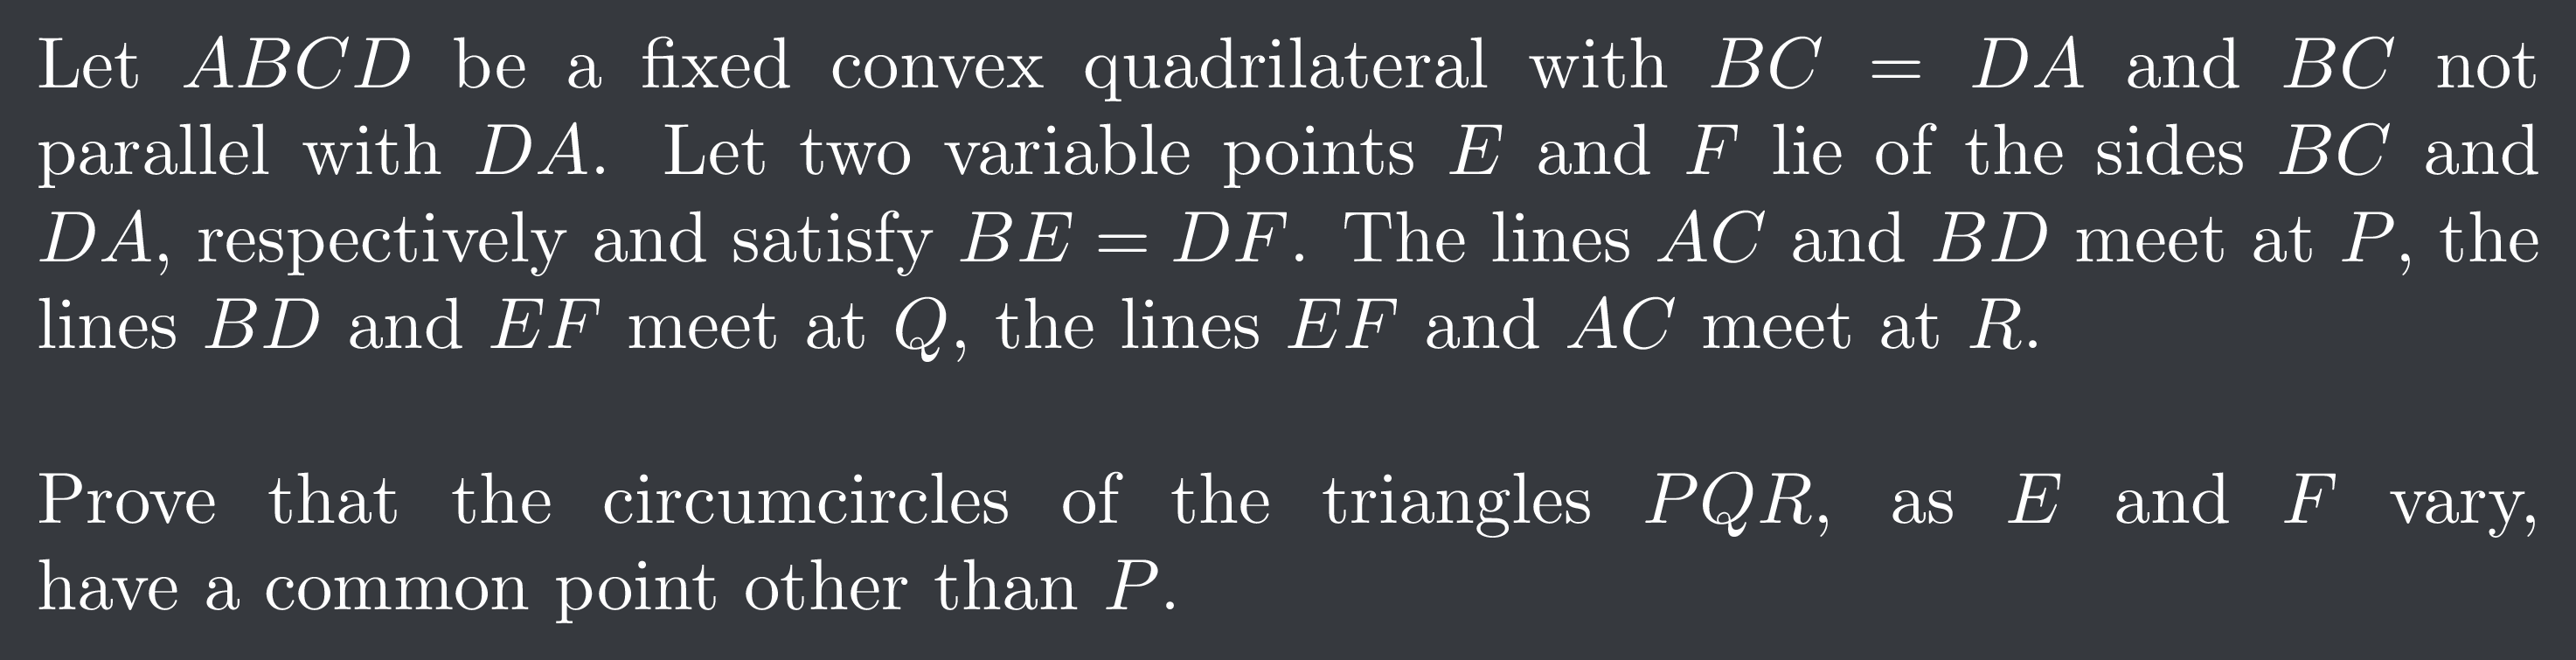 Let ABCD be a fixed convex quadrilateral with BC = DA and BC not
parallel with DA. Let two variable points E and F lie of the sides BC and
DA, respectively and satisfy BE = DF. The lines AC and BD meet at P, the
lines BD and EF meet at Q, the lines EF and AC meet at R.
Prove that the circumcircles of the triangles PQR, as E and F vary,
have a common point other than P.